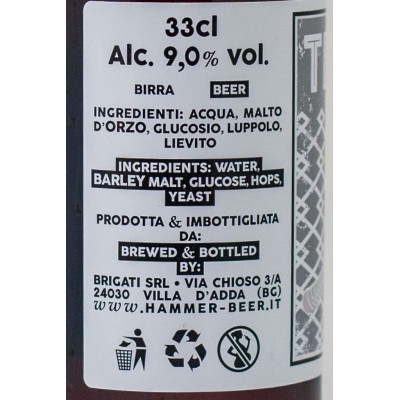 33cl
Alc. 9,0% vol.
BIRRA BEER
INGREDIENTI: ACQUA, MALTO
D'ORZO, GLUCOSIO, LUPPOLO,
LIEVITO
INGREDIENTS: WATER,
BARLEY MALT, GLUCOSE, HOPS,
YEAST
PRODOTTA & IMBOTTIGLIATA
DA:
BREWED & BOTTLED
BY:
BRIGATI SRL • VIA CHIOSO 3/A
24030 VILLA D'ADDA (BG)
WWW.HAMMER-BEER.IT